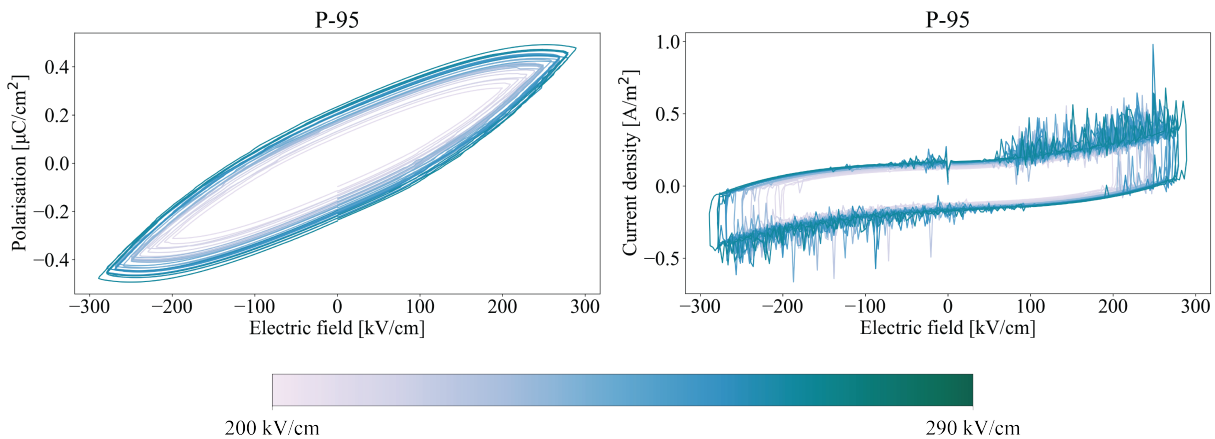 P-95
Polarisation [μC/cm²]
0.4
0.2
0.0
−0.2
−0.4
−300 −200 −100 0 100 200 300
Electric field [kV/cm]
P-95
Current density [A/m²]
1.0
0.5
0.0
−0.5
−300 −200 −100 0 100 200 300
Electric field [kV/cm]
200 kV/cm 290 kV/cm